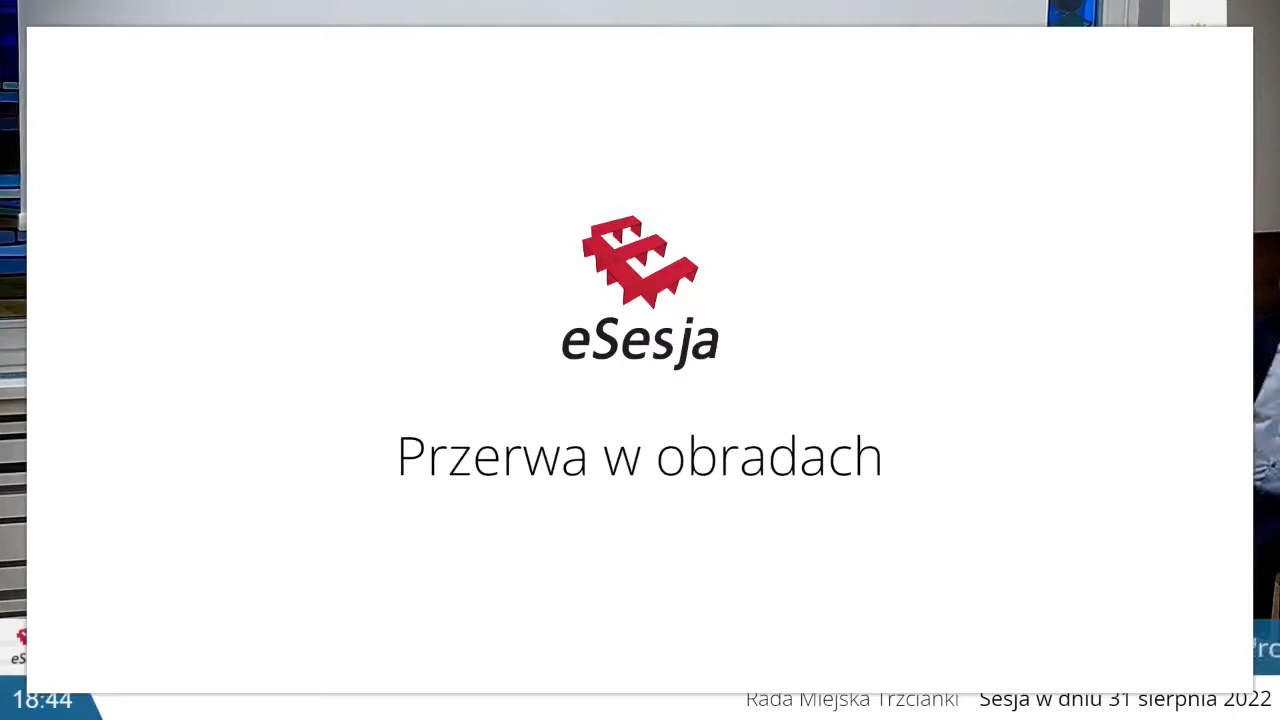 eSesja
Przerwa w obradach
18:44
Rada Miejska Trzcianki Sesja w dniu 31 sierpnia 2022